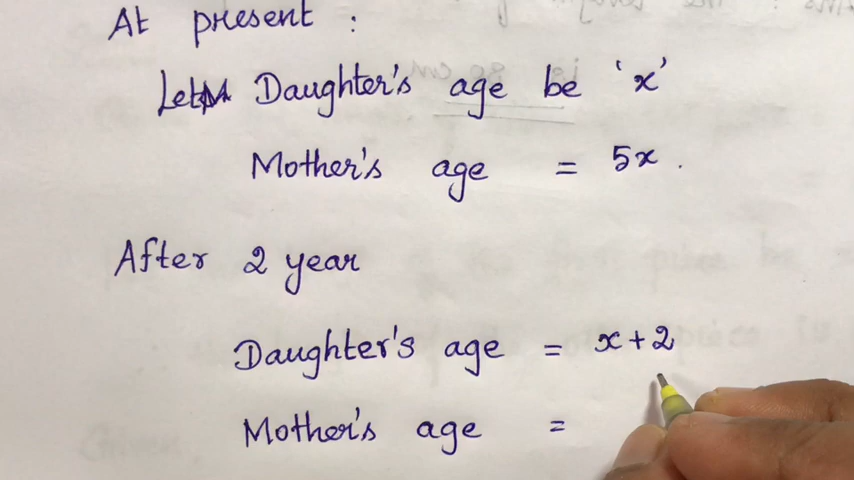 At present :
Let Daughter's age be 'x'
Mother's age = 5x .
After 2 year
Daughter's age = x + 2
Mother's age =